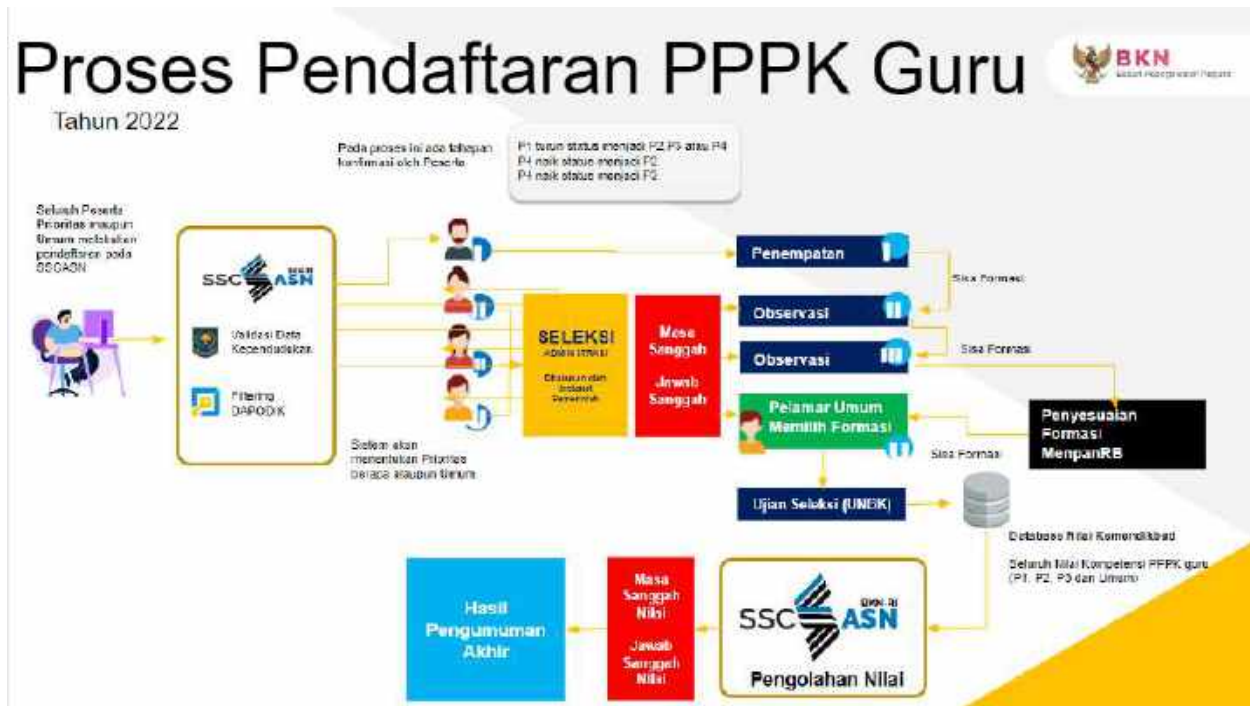 Proses Pendaftaran PPPK Guru
BKN
Tahun 2022
Pada proses ini ada tahapan
konfirmasi oleh Peserta
P1 turun status menjadi P2,P3 atau P4
P4 naik status menjadi P2
P4 naik status menjadi P3
Seluruh Peserta
Prioritas maupun
Umum melakukan
pendaftaran pada
SSCASN
SSC ASN
BKN-RI
Validasi Data
Kependudukan
Filtering
DAPODIK
Sistem akan
menentukan Prioritas
berapa ataupun Umum
SELEKSI
ADMINISTRASI
Masa
Sanggah
Jawab
Sanggah
Penempatan
Sisa Formasi
Observasi
Observasi
Sisa Formasi
Pelamar Umum
Memilih Formasi
Penyesuaian
Formasi
MenpanRB
Sisa Formasi
Ujian Seleksi (UNBK)
Database Nilai Kemendikbud
Seluruh Nilai Kompetensi PPPK guru
(P1, P2, P3 dan Umum)
SSC ASN
BKN-RI
Pengolahan Nilai
Masa
Sanggah
Nilai
Jawab
Sanggah
Nilai
Hasil
Pengumuman
Akhir